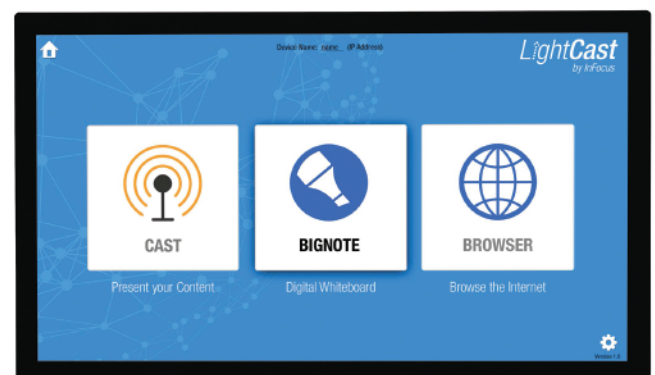 Device Name: name (IP Address)
LightCast
by InFocus
CAST
BIGNOTE
BROWSER
Present your Content
Digital Whiteboard
Browse the Internet
Version 1.0